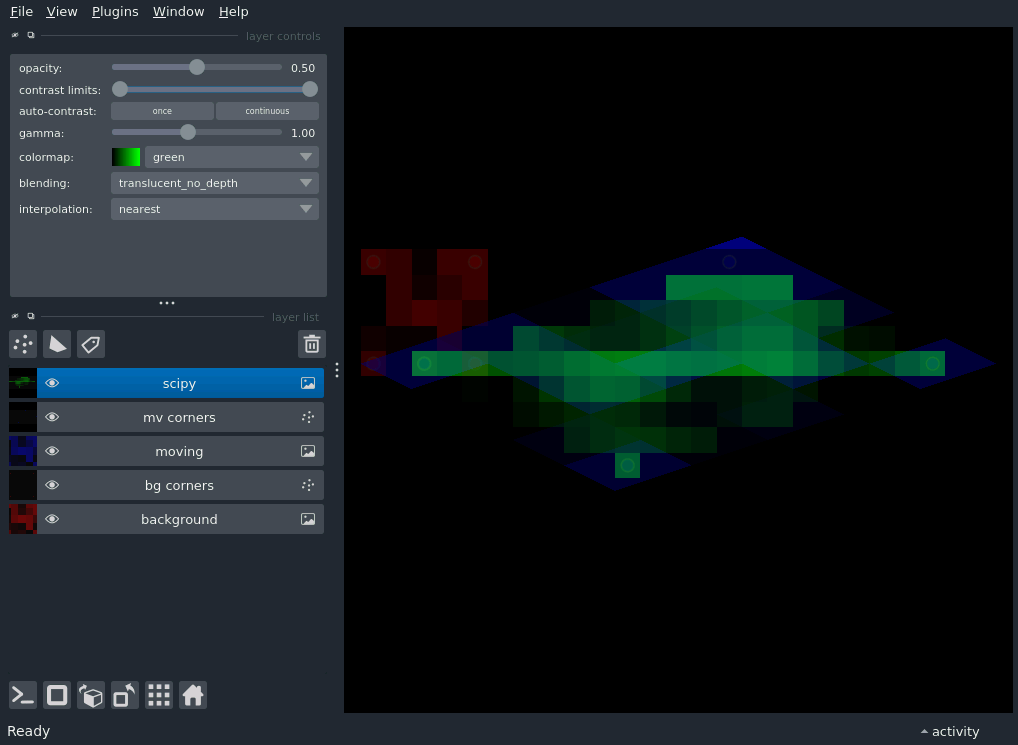 File View Plugins Window Help
layer controls
opacity: 0.50
contrast limits:
auto-contrast: once continuous
gamma: 1.00
colormap: green
blending: translucent_no_depth
interpolation: nearest
layer list
scipy
mv corners
moving
bg corners
background
Ready
activity